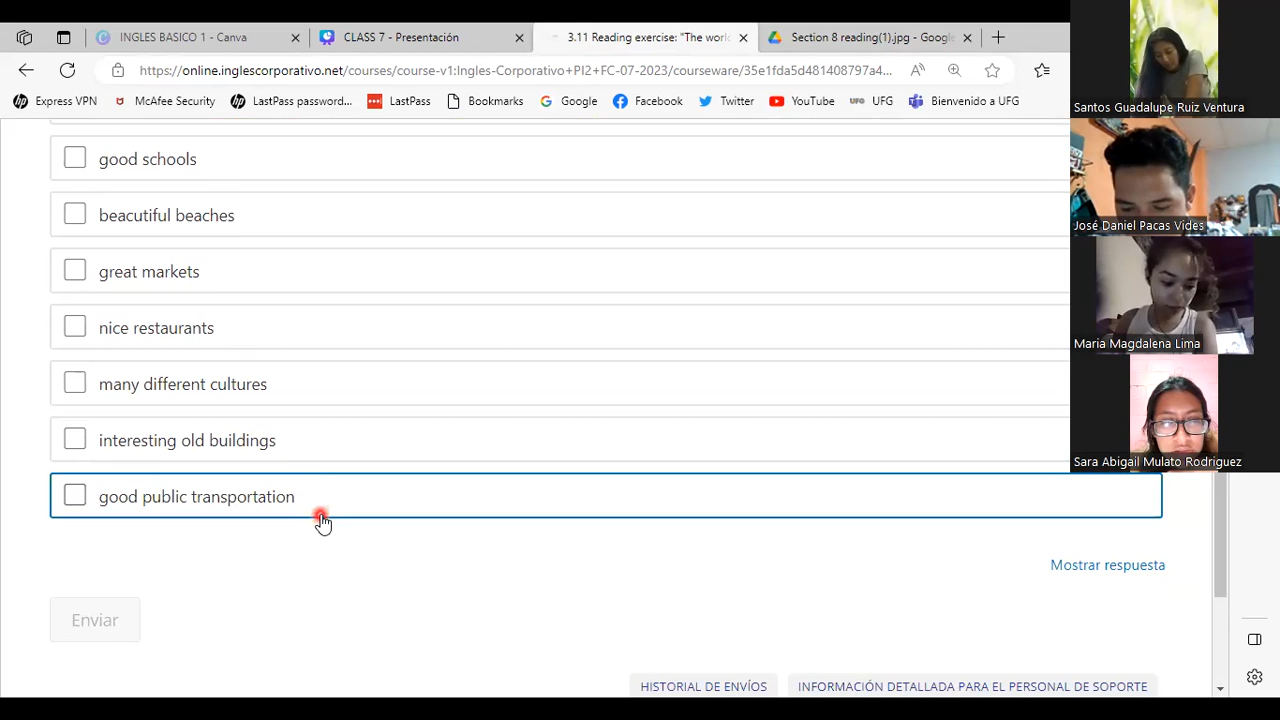 INGLES BASICO 1 - Canva
CLASS 7 - Presentación
3.11 Reading exercise: "The worl
Section 8 reading(1).jpg - Google
https://online.inglescorporativo.net/courses/course-v1:Ingles-Corporativo+PI2+FC-07-2023/courseware/35e1fda5d481408797a4...
Express VPN
McAfee Security
LastPass password...
LastPass
Bookmarks
Google
Facebook
Twitter
YouTube
UFG
Bienvenido a UFG
good schools
beacutiful beaches
great markets
nice restaurants
many different cultures
interesting old buildings
good public transportation
Mostrar respuesta
Enviar
HISTORIAL DE ENVÍOS
INFORMACIÓN DETALLADA PARA EL PERSONAL DE SOPORTE
Santos Guadalupe Ruiz Ventura
José Daniel Pacas Vides
Maria Magdalena Lima
Sara Abigail Mulato Rodriguez